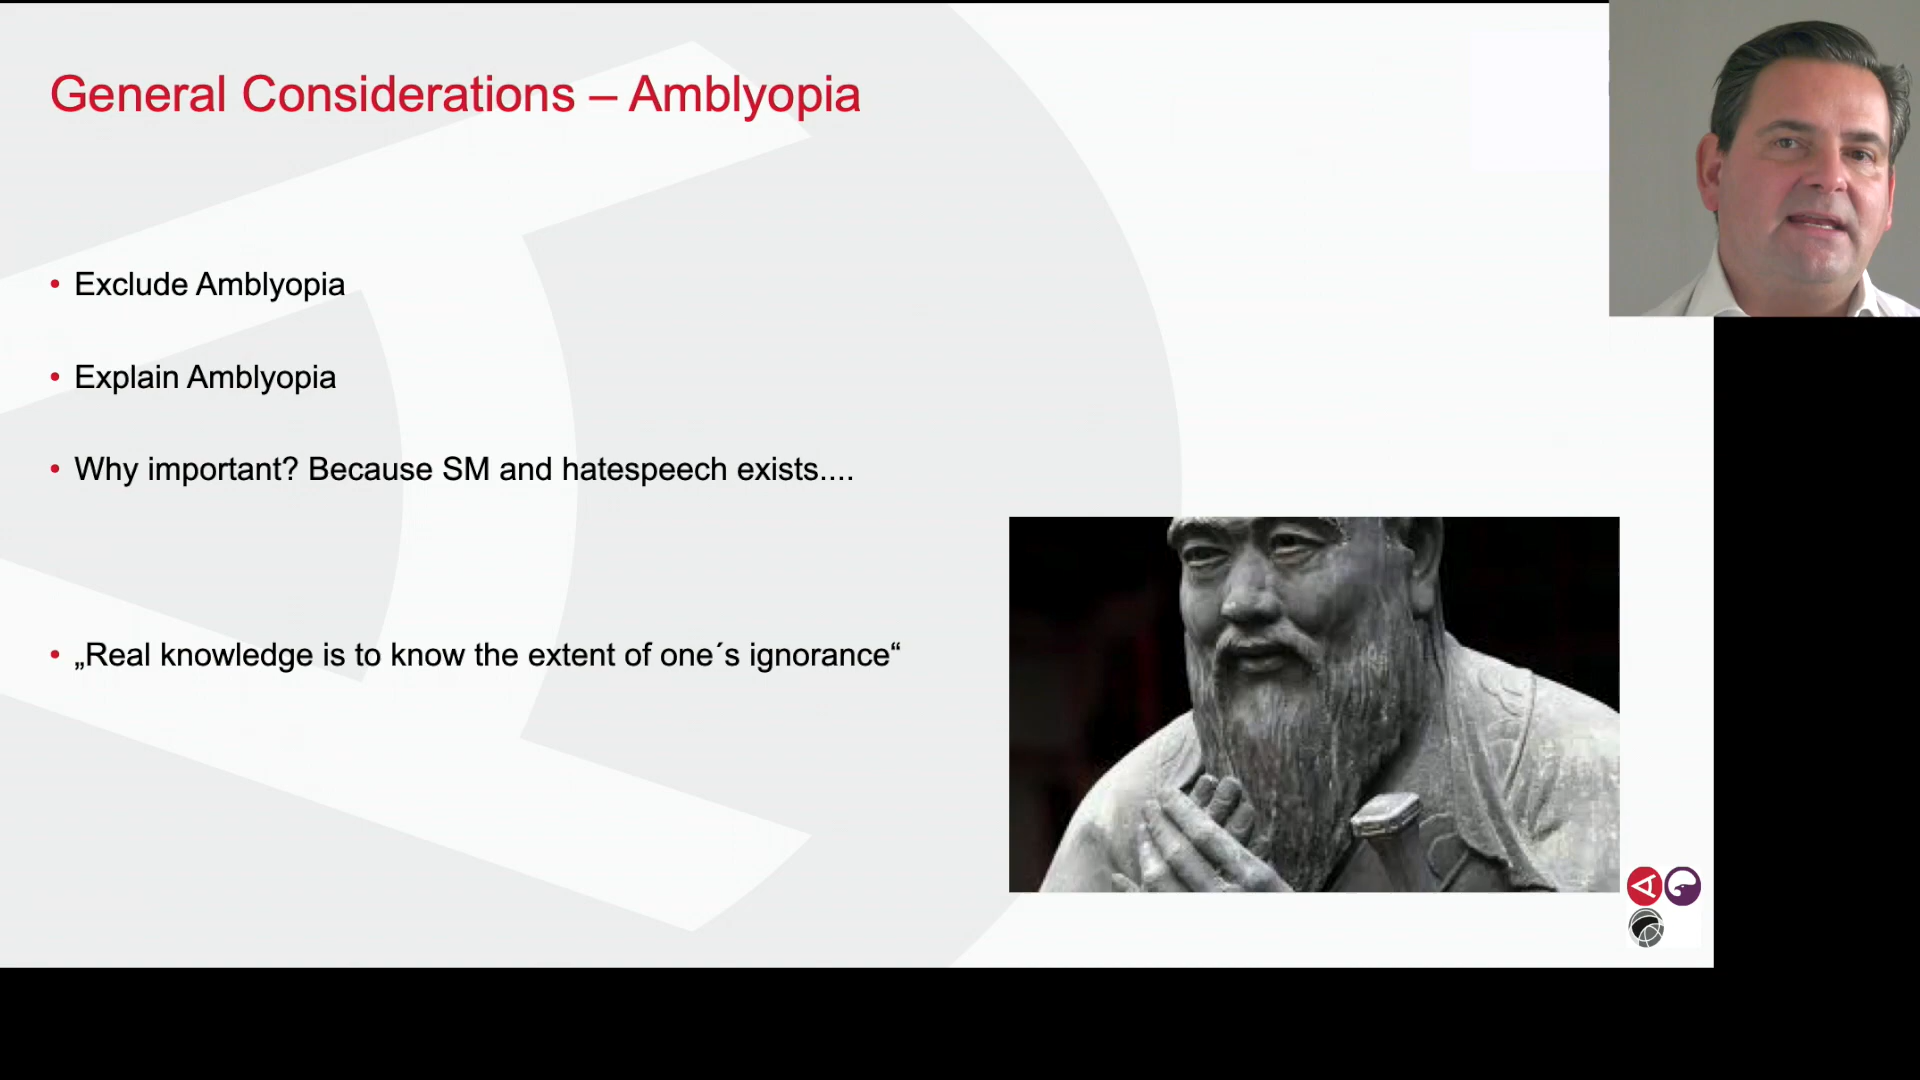 General Considerations – Amblyopia
• Exclude Amblyopia
• Explain Amblyopia
• Why important? Because SM and hatespeech exists....
• „Real knowledge is to know the extent of one´s ignorance“